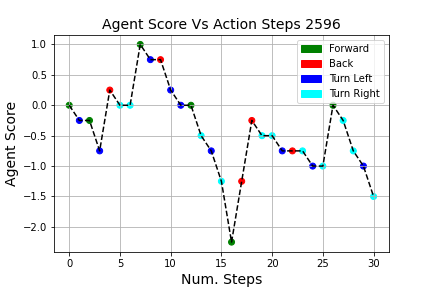 Agent Score Vs Action Steps 2596
Forward
Back
Turn Left
Turn Right
1.0
0.5
0.0
−0.5
−1.0
−1.5
−2.0
Agent Score
0 5 10 15 20 25 30
Num. Steps